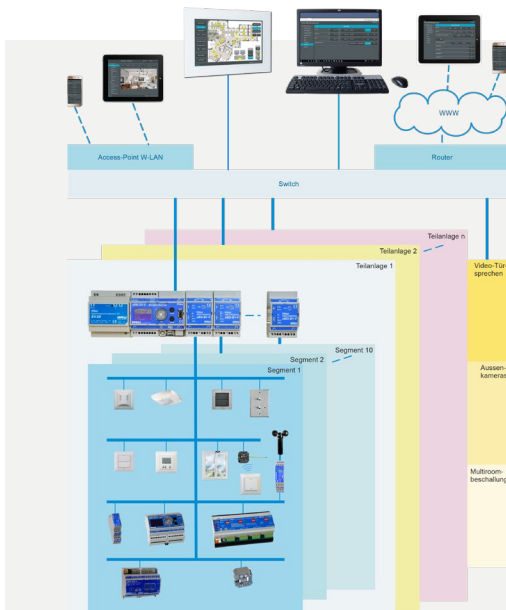 WWW
Access-Point W-LAN
Router
Switch
Teilanlage n
Teilanlage 2
Teilanlage 1
Video-Tür-
sprechen
Segment 10
Segment 2
Segment 1
Aussen-
kameras
Multiroom-
beschallung